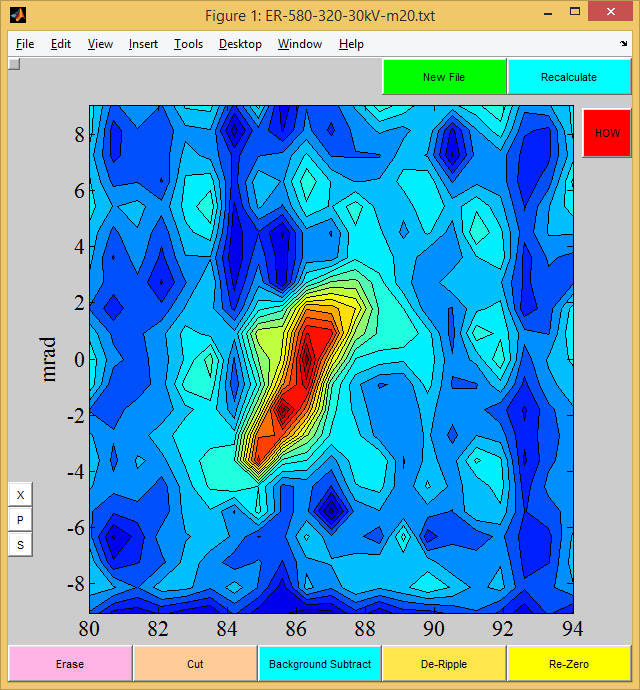 Figure 1: ER-580-320-30kV-m20.txt
File Edit View Insert Tools Desktop Window Help
New File Recalculate
HOW
8
6
4
2
0
-2
-4
-6
-8
mrad
X
P
S
80 82 84 86 88 90 92 94
Erase Cut Background Subtract De-Ripple Re-Zero